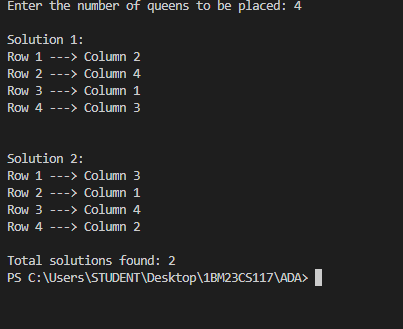 Enter the number of queens to be placed: 4
Solution 1:
Row 1 ---> Column 2
Row 2 ---> Column 4
Row 3 ---> Column 1
Row 4 ---> Column 3
Solution 2:
Row 1 ---> Column 3
Row 2 ---> Column 1
Row 3 ---> Column 4
Row 4 ---> Column 2
Total solutions found: 2
PS C:\Users\STUDENT\Desktop\1BM23CS117\ADA>